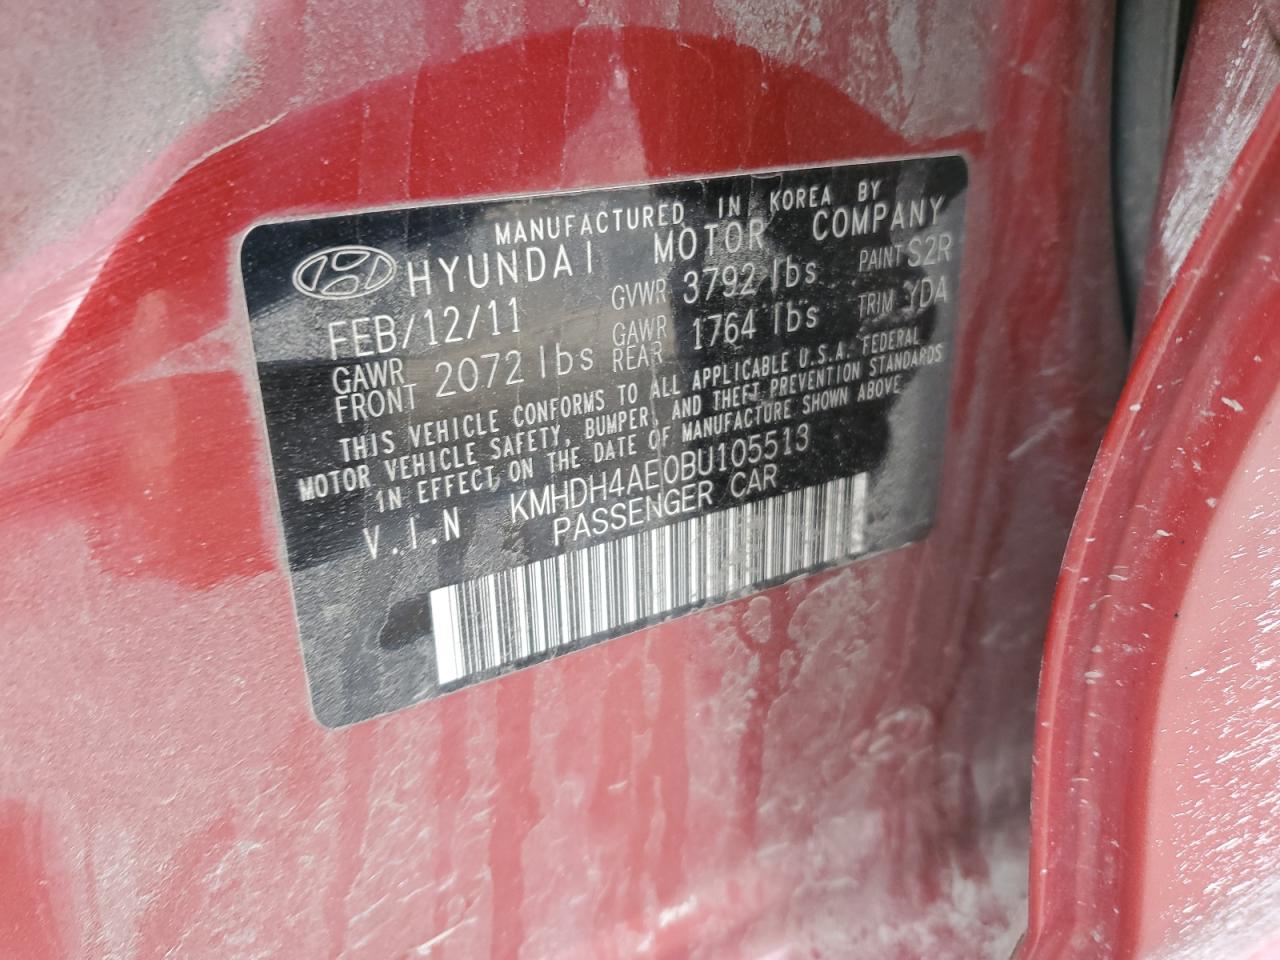 MANUFACTURED IN KOREA BY
HYUNDAI MOTOR COMPANY
FEB/12/11 GVWR 3792 lbs PAINT S2R
GAWR FRONT 2072 lbs GAWR REAR 1764 lbs TRIM YDA
THIS VEHICLE CONFORMS TO ALL APPLICABLE U.S.A. FEDERAL
MOTOR VEHICLE SAFETY, BUMPER, AND THEFT PREVENTION STANDARDS
IN EFFECT ON THE DATE OF MANUFACTURE SHOWN ABOVE
V.I.N KMHDH4AE0BU105513
PASSENGER CAR